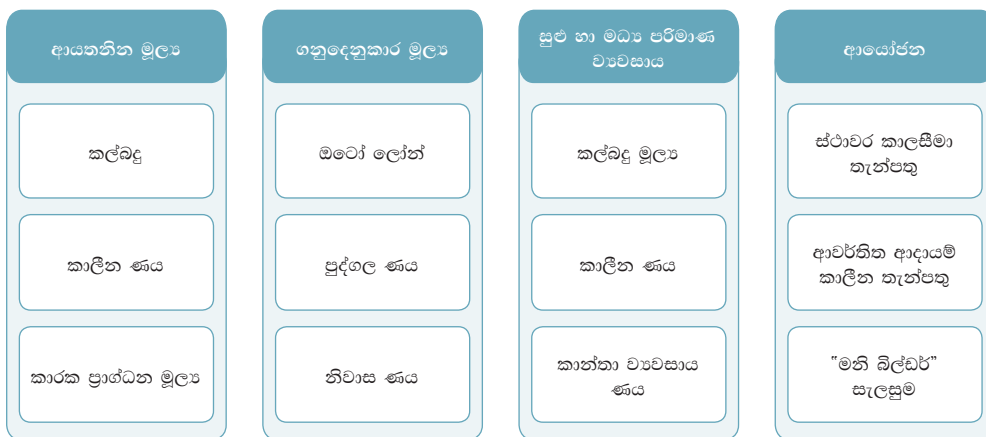 ආයතනින මූල්‍ය
කල්බදු
කාලීන ණය
කාරක ප්‍රාග්ධන මූල්‍ය
ගනුදෙනුකාර මූල්‍ය
ඔටෝ ලෝන්
පුද්ගල ණය
නිවාස ණය
සුළු හා මධ්‍ය පරිමාණ
ව්‍යවසාය
කල්බදු මූල්‍ය
කාලීන ණය
කාන්තා ව්‍යවසාය
ණය
ආයෝජන
ස්ථාවර කාලසීමා
තැන්පතු
ආවර්තිත ආදායම්
කාලීන තැන්පතු
“මනි බිල්ඩර්”
සැලසුම